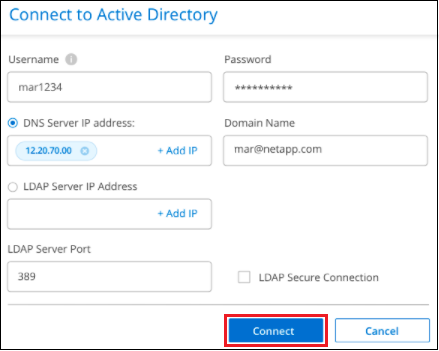 Connect to Active Directory
Username i Password
mar1234 **********
DNS Server IP address: Domain Name
12.20.70.00 + Add IP mar@netapp.com
LDAP Server IP Address
+ Add IP
LDAP Server Port
389 LDAP Secure Connection
Connect Cancel